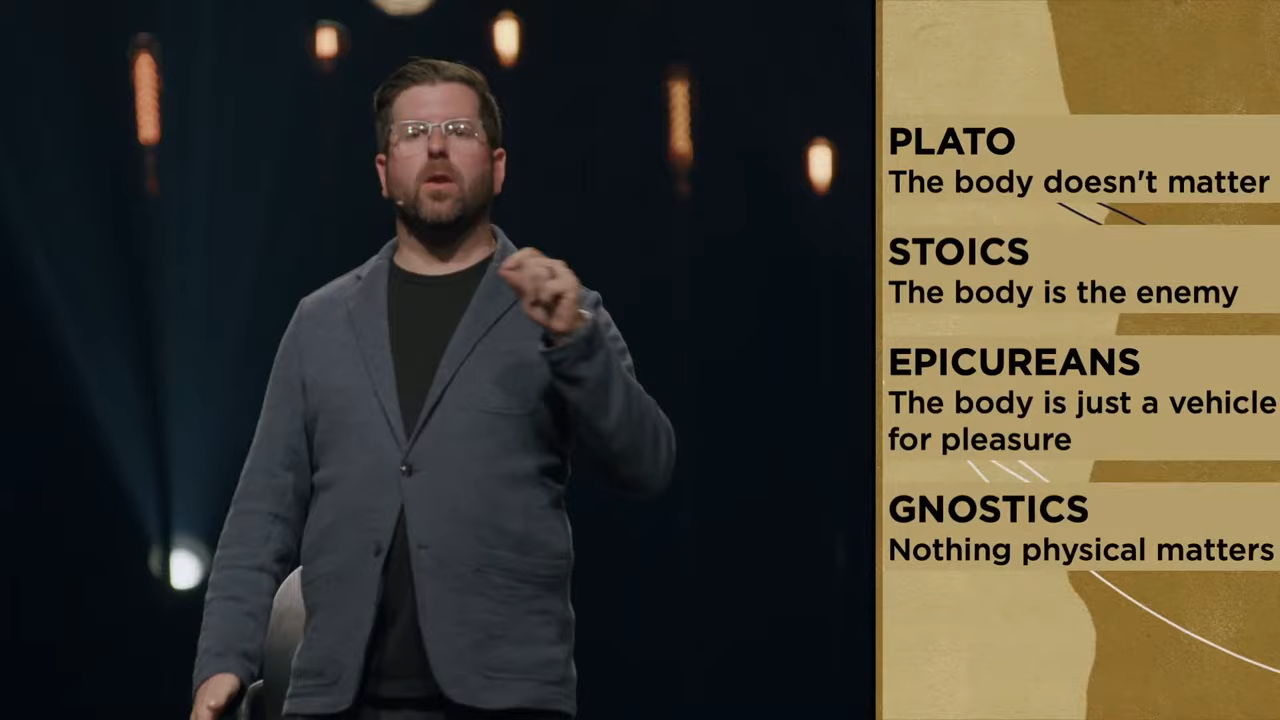 PLATO
The body doesn't matter
STOICS
The body is the enemy
EPICUREANS
The body is just a vehicle
for pleasure
GNOSTICS
Nothing physical matters